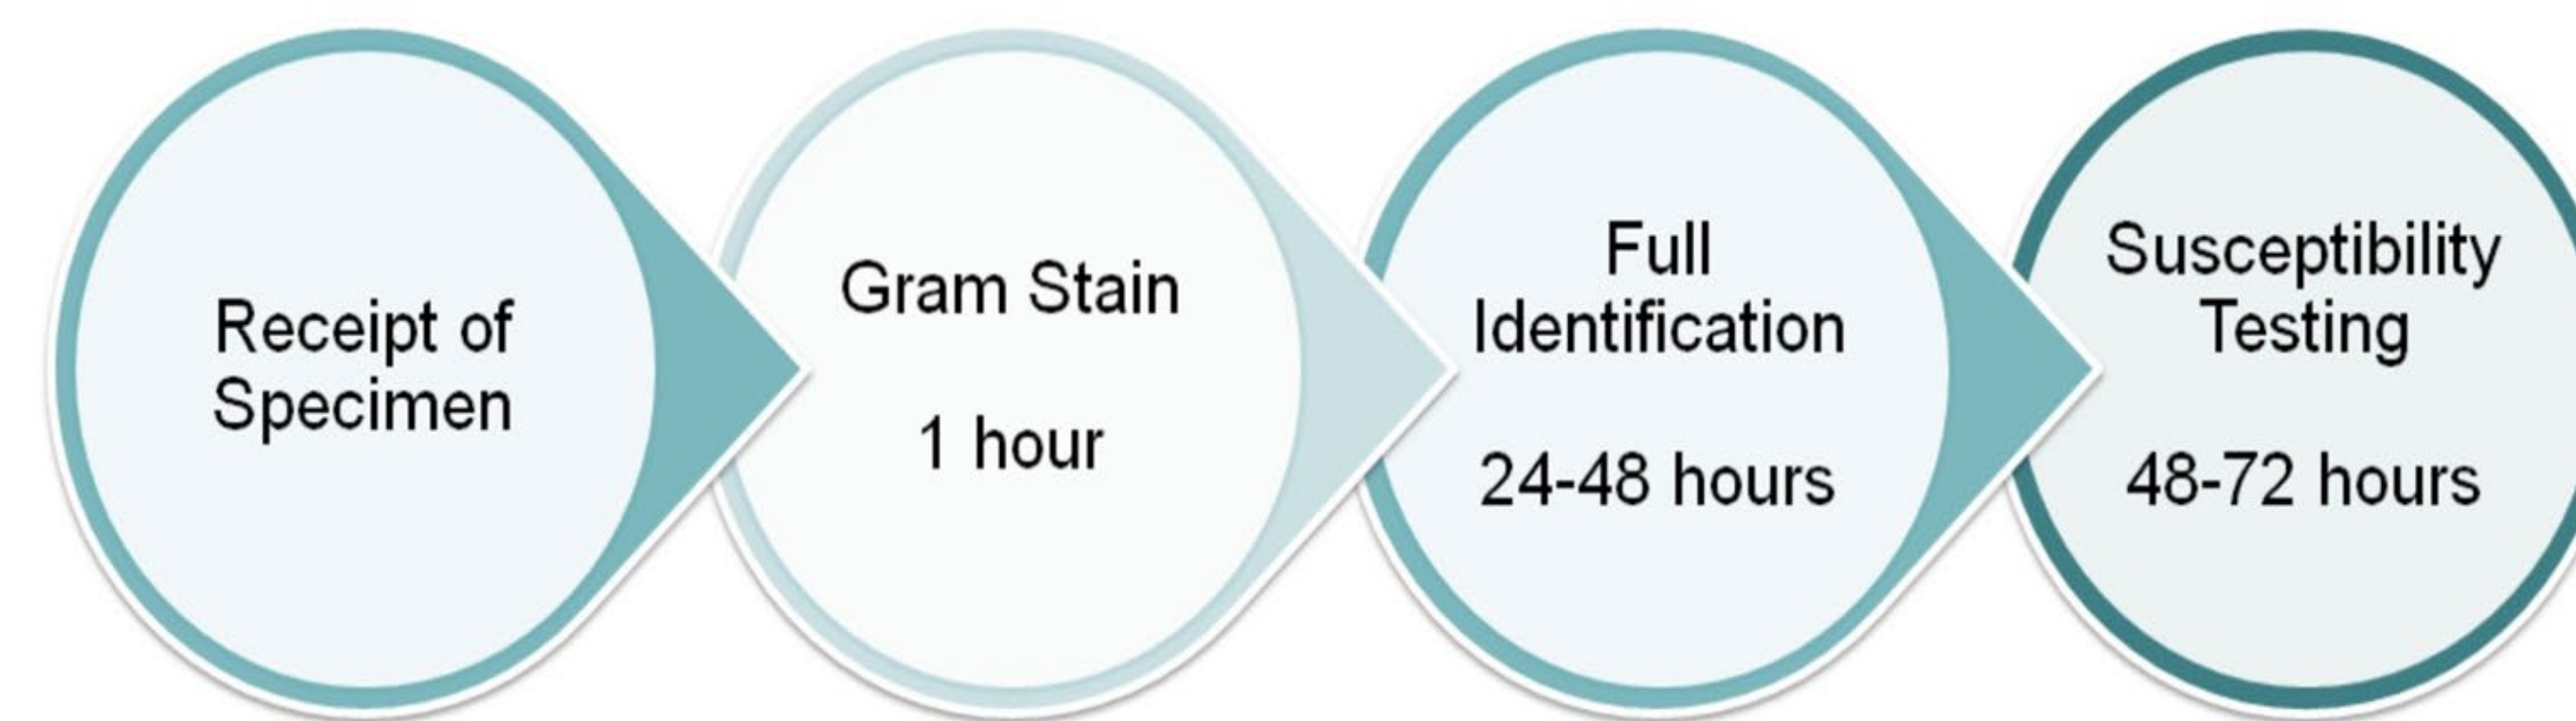 Receipt of
Specimen
Gram Stain
1 hour
Full
Identification
24-48 hours
Susceptibility
Testing
48-72 hours